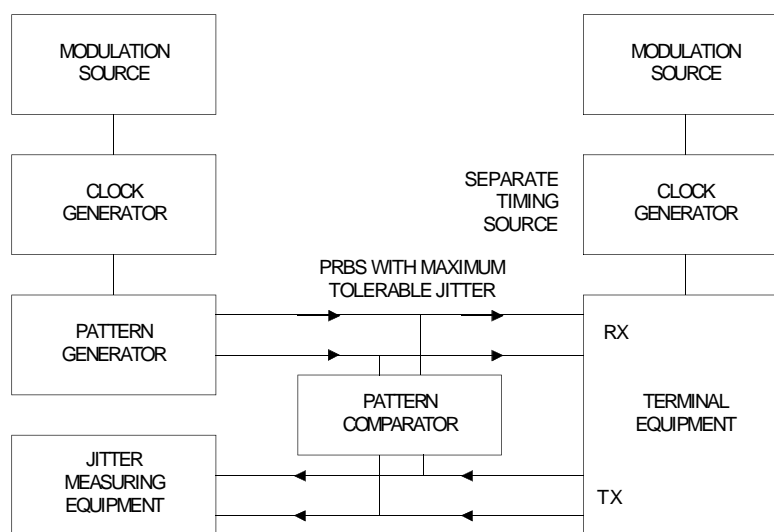 MODULATION
SOURCE
MODULATION
SOURCE
CLOCK
GENERATOR
SEPARATE
TIMING
SOURCE
CLOCK
GENERATOR
PRBS WITH MAXIMUM
TOLERABLE JITTER
PATTERN
GENERATOR
RX
PATTERN
COMPARATOR
TERMINAL
EQUIPMENT
JITTER
MEASURING
EQUIPMENT
TX